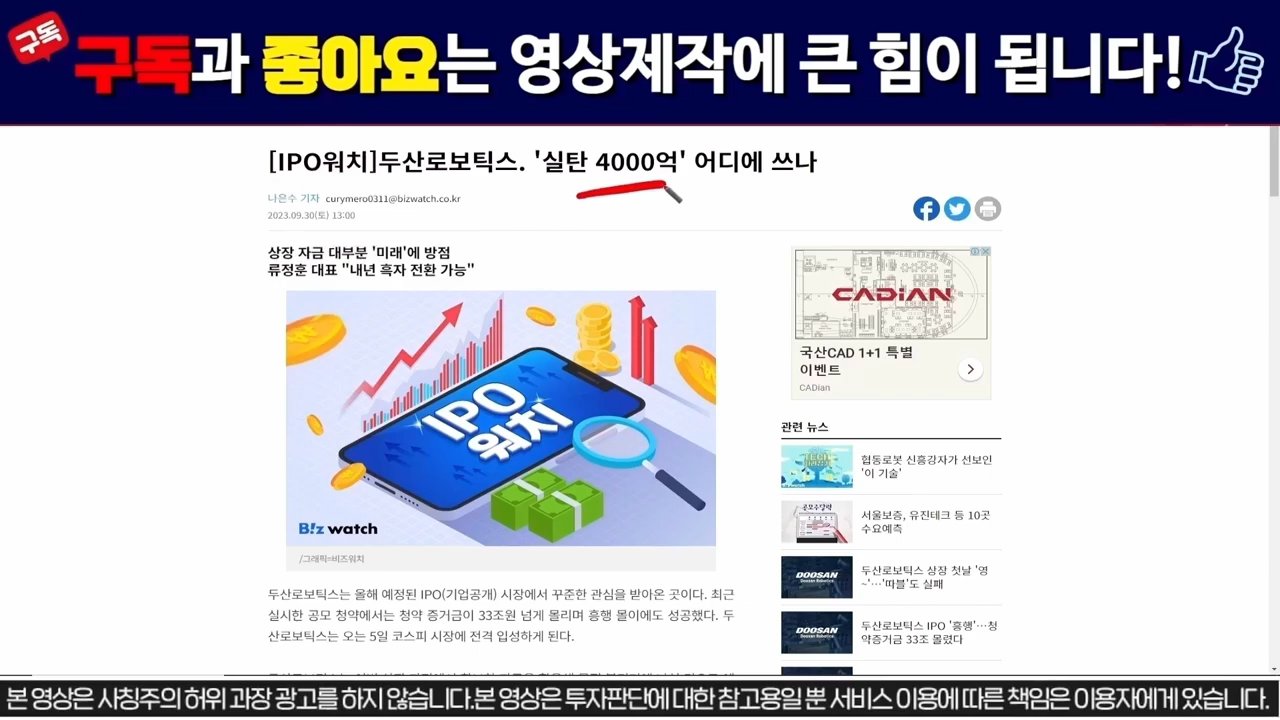 구독
구독과 좋아요는 영상제작에 큰 힘이 됩니다!
[IPO워치]두산로보틱스. '실탄 4000억' 어디에 쓰나
나은수 기자 curymero0311@bizwatch.co.kr
2023.09.30(토) 13:00
상장 자금 대부분 '미래'에 방점
류정훈 대표 "내년 흑자 전환 가능"
IPO
워치
B!z watch
/그래픽=비즈워치
두산로보틱스는 올해 예정된 IPO(기업공개) 시장에서 꾸준한 관심을 받아온 곳이다. 최근
실시한 공모 청약에서는 청약 증거금이 33조원 넘게 몰리며 흥행 몰이에도 성공했다. 두
산로보틱스는 오는 5일 코스피 시장에 전격 입성하게 된다.
CADIAN
국산CAD 1+1 특별
이벤트
CADian
관련 뉴스
협동로봇 신흥강자가 선보인
'이 기술'
서울보증, 유진테크 등 10곳
수요예측
DOOSAN
두산로보틱스 상장 첫날 '영
~'…'따블'도 실패
DOOSAN
두산로보틱스 IPO '흥행'…청
약증거금 33조 몰렸다
본 영상은 사칭주의 허위 과장 광고를 하지 않습니다.본 영상은 투자판단에 대한 참고용일 뿐 서비스 이용에 따른 책임은 이용자에게 있습니다.